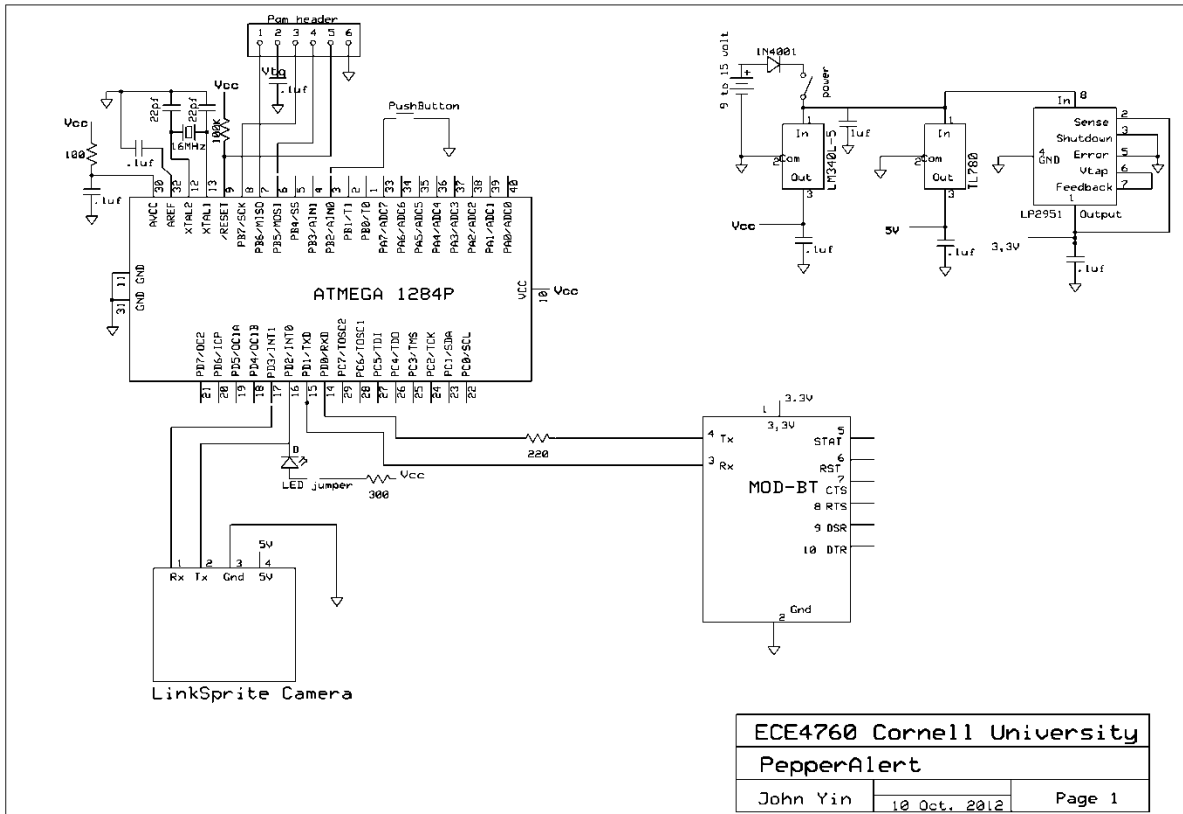 Pgm header
1 2 3 4 5 6
Vtg
.1uf
Vcc
100K
22pf
22pf
16MHz
Vcc
100
.1uf
.1uf
PushButton
30 32 12 13 9 8 7 6 5 4 3 2 1 33 34 35 36 37 38 39 40
AVCC
AREF
XTAL2
XTAL1
/RESET
PB7/SCK
PB6/MISO
PB5/MOSI
PB4/SS
PB3/AIN1
PB2/AIN0
PB1/T1
PB0/T0
PA7/ADC7
PA6/ADC6
PA5/ADC5
PA4/ADC4
PA3/ADC3
PA2/ADC2
PA1/ADC1
PA0/ADC0
11 GND
31 GND
ATMEGA 1284P
VCC
10 Vcc
PD7/OC2
PD6/ICP
PD5/OC1A
PD4/OC1B
PD3/INT1
PD2/INT0
PD1/TXD
PD0/RXD
PC7/TOSC2
PC6/TOSC1
PC5/TDI
PC4/TDO
PC3/TMS
PC2/TCK
PC1/SDA
PC0/SCL
21 20 19 18 17 16 15 14 29 28 27 26 25 24 23 22
D
LED jumper
300
Vcc
220
5V
1 2 3 4
Rx Tx Gnd 5V
LinkSprite Camera
3.3V
1
3,3V
4 Tx
3 Rx
MOD-BT
5
STAT
6
RST
7
CTS
8 RTS
9 DSR
10 DTR
Gnd
2
9 to 15 volt
+
1N4001
power
1uf
1
In
2 Com
Out
3
LM340L-5
Vcc
.1uf
1
In
2 Com
Out
3
TL780
5V
.1uf
In 8
Sense 2
Shutdown 3
4 GND
Error 5
Vtap 6
Feedback 7
1
LP2951 Output
3,3V
.1uf
ECE4760 Cornell University
PepperAlert
John Yin
10 Oct. 2012
Page 1